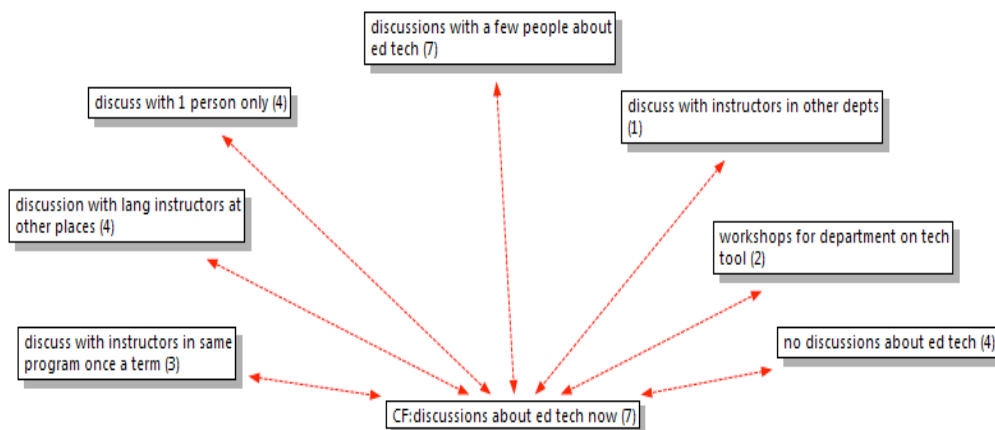 discussions with a few people about
ed tech (7)
discuss with 1 person only (4)
discuss with instructors in other depts
(1)
discussion with lang instructors at
other places (4)
workshops for department on tech
tool (2)
discuss with instructors in same
program once a term (3)
no discussions about ed tech (4)
CF:discussions about ed tech now (7)